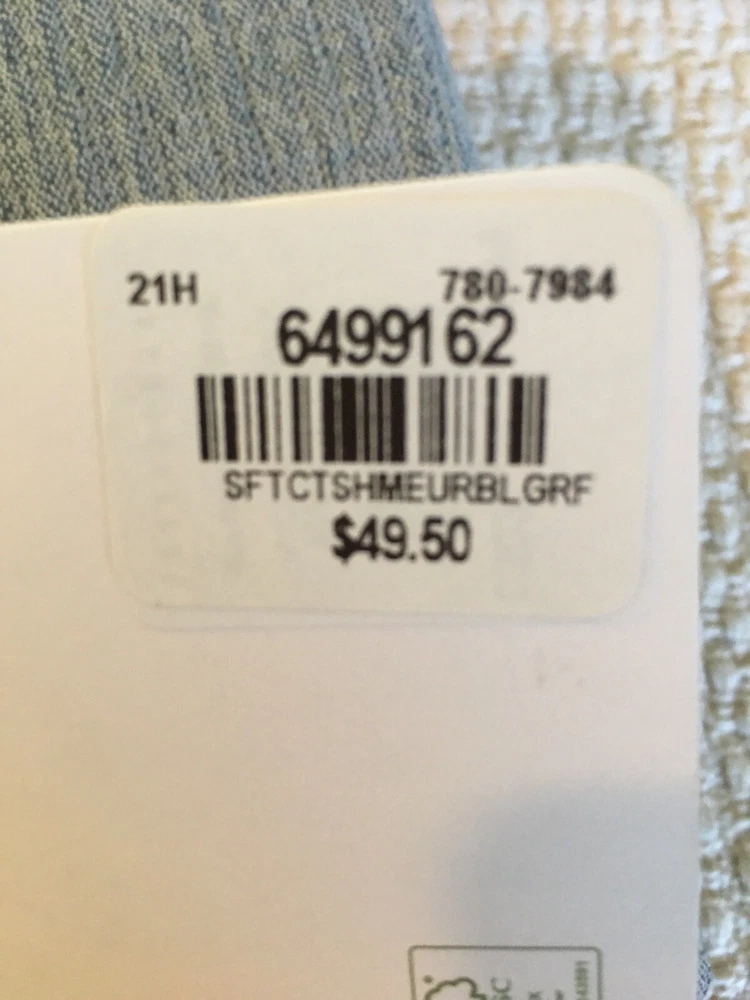 21H 780-7984
6499162
SFTCTSHMEURBLGRF
$49.50